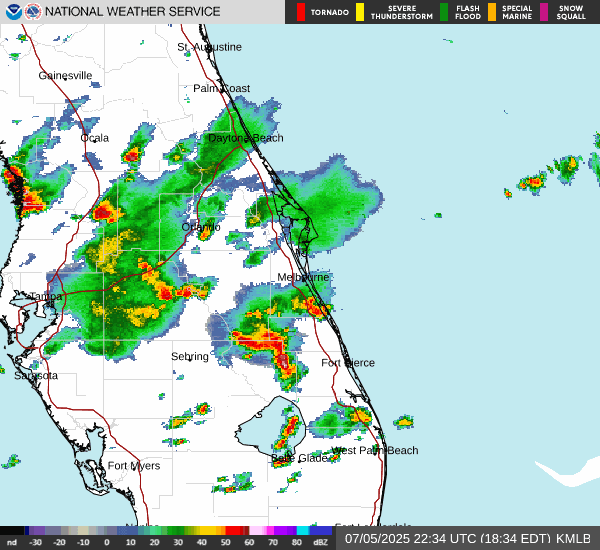 NATIONAL WEATHER SERVICE
TORNADO
SEVERE THUNDERSTORM
FLASH FLOOD
SPECIAL MARINE
SNOW SQUALL
St. Augustine
Gainesville
Palm Coast
Ocala
Daytona Beach
Orlando
Melbourne
Tampa
Sebring
Fort Pierce
Sarasota
West Palm Beach
Belle Glade
Fort Myers
nd -30 -20 -10 0 10 20 30 40 50 60 70 80 dBZ
07/05/2025 22:34 UTC (18:34 EDT) KMLB